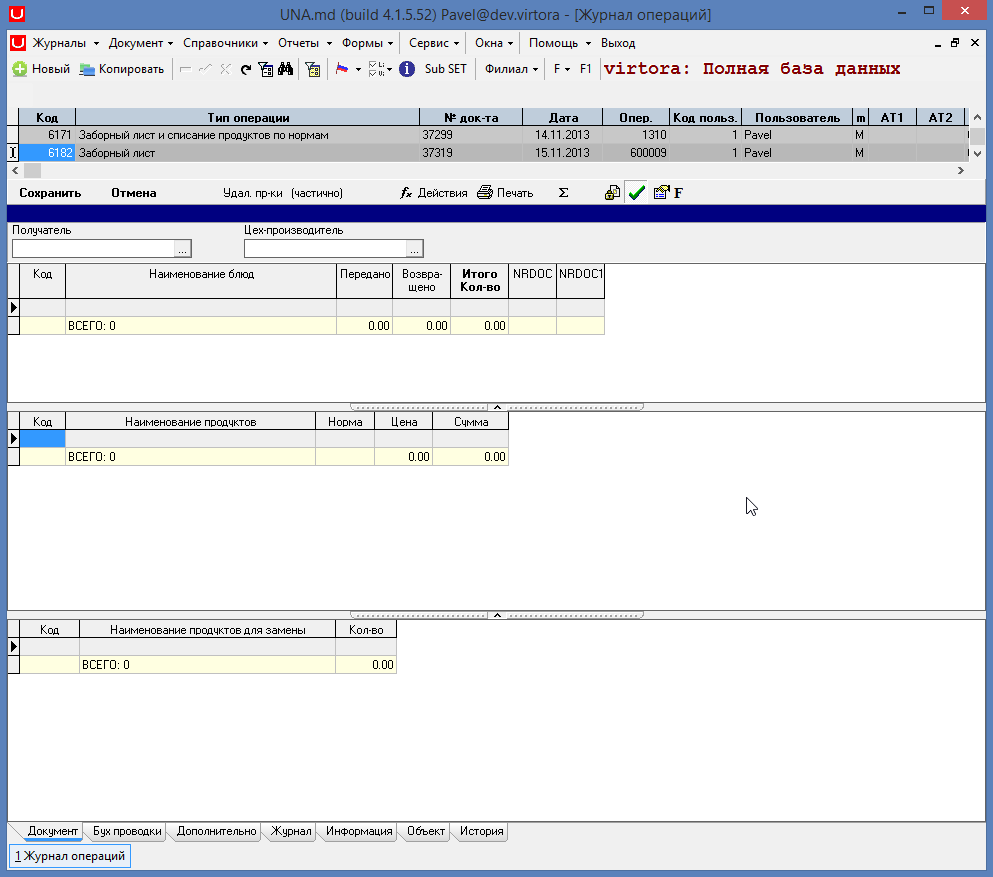 UNA.md (build 4.1.5.52) Pavel@dev.virtora - [Журнал операций]
Журналы Документ Справочники Отчеты Формы Сервис Окна Помощь Выход
Новый Копировать Sub SET Филиал F F1 virtora: Полная база данных
Код Тип операции № док-та Дата Опер. Код польз. Пользователь m AT1 AT2
6171 Заборный лист и списание продуктов по нормам 37299 14.11.2013 1310 1 Pavel M
6182 Заборный лист 37319 15.11.2013 600009 1 Pavel M
Сохранить Отмена Удал. пр-ки (частично) Действия Печать Σ F
Получатель Цех-производитель
... ...
Код Наименование блюд Передано Возвра- Итого NRDOC NRDOC1
щено Кол-во
ВСЕГО: 0 0.00 0.00 0.00
Код Наименование продуктов Норма Цена Сумма
ВСЕГО: 0 0.00 0.00
Код Наименование продуктов для замены Кол-во
ВСЕГО: 0 0.00
Документ Бух проводки Дополнительно Журнал Информация Объект История
1 Журнал операций